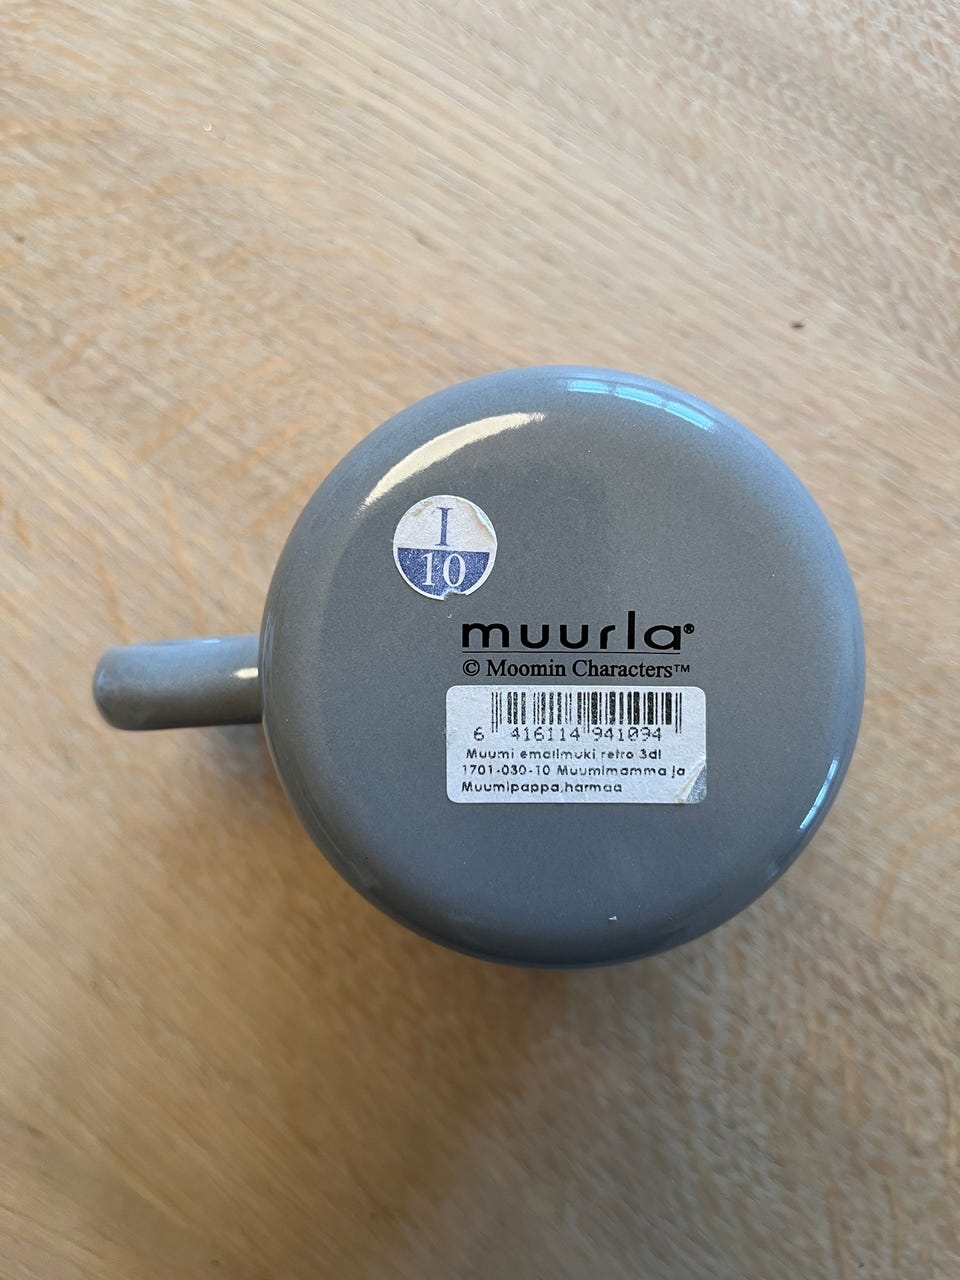 I
10
muurla®
© Moomin Characters™
6 416114 941094
Muumi emalimuki retro 3dl
1701-030-10 Muumimamma ja
Muumipappa,harmaa